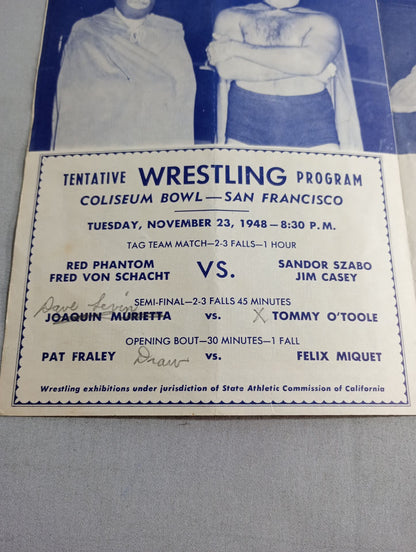 TENTATIVE WRESTLING PROGRAM
COLISEUM BOWL—SAN FRANCISCO
TUESDAY, NOVEMBER 23, 1948—8:30 P.M.
TAG TEAM MATCH—2-3 FALLS—1 HOUR
RED PHANTOM
FRED VON SCHACHT
VS.
SANDOR SZABO
JIM CASEY
SEMI-FINAL—2-3 FALLS 45 MINUTES
Dave Levin
JOAQUIN MURIETTA vs. X TOMMY O'TOOLE
OPENING BOUT—30 MINUTES—1 FALL
PAT FRALEY Draw vs. FELIX MIQUET
Wrestling exhibitions under jurisdiction of State Athletic Commission of California